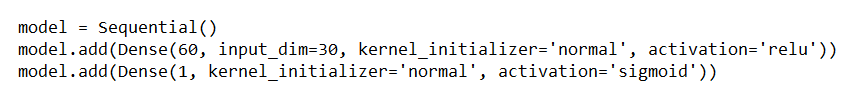 model = Sequential()
model.add(Dense(60, input_dim=30, kernel_initializer='normal', activation='relu'))
model.add(Dense(1, kernel_initializer='normal', activation='sigmoid'))